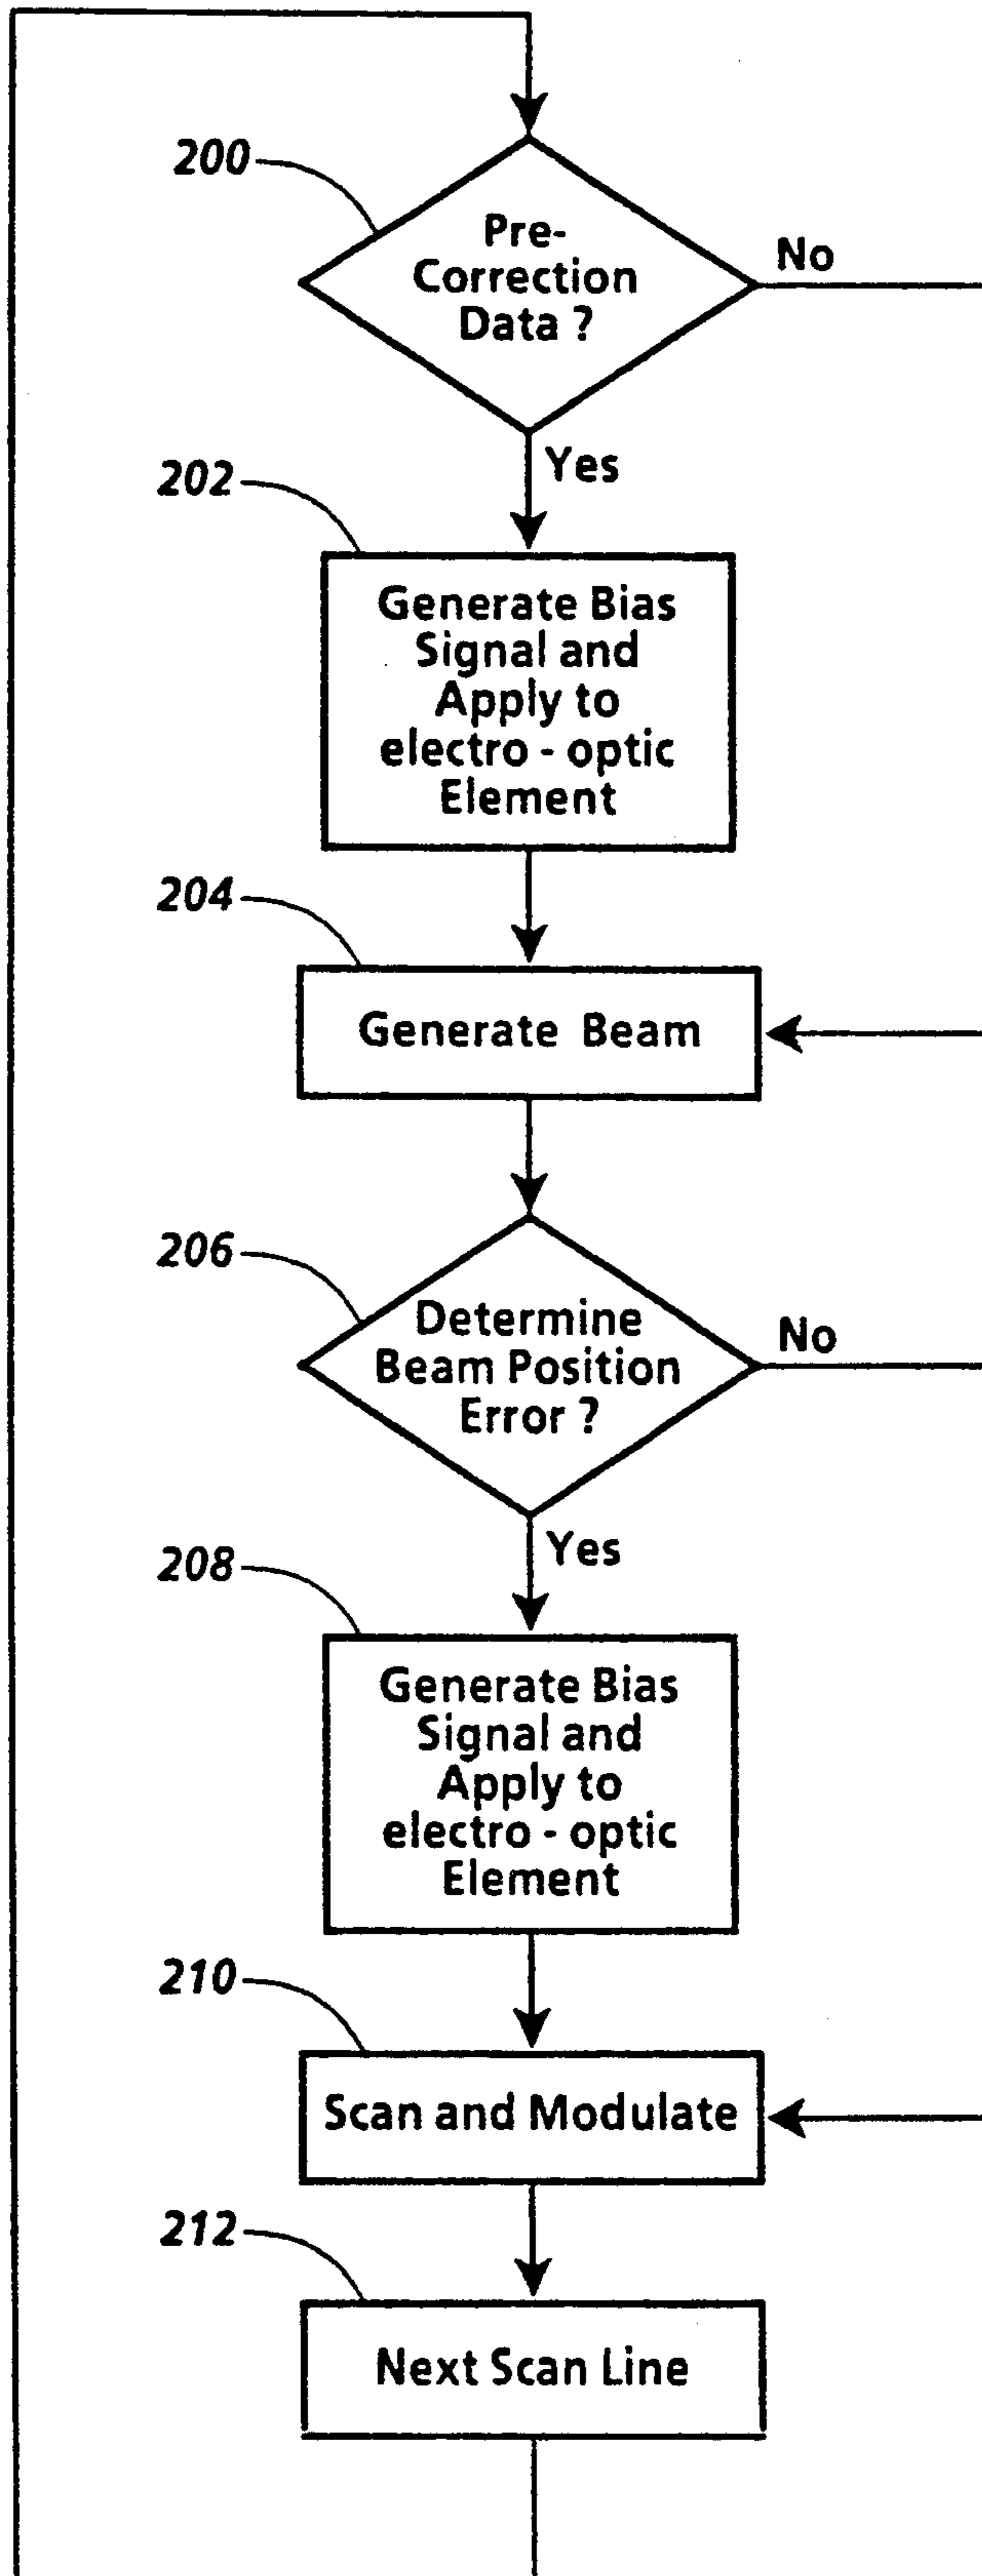 200
Pre-
Correction
Data ?
No
Yes
202
Generate Bias
Signal and
Apply to
electro - optic
Element
204
Generate Beam
206
Determine
Beam Position
Error ?
No
Yes
208
Generate Bias
Signal and
Apply to
electro - optic
Element
210
Scan and Modulate
212
Next Scan Line